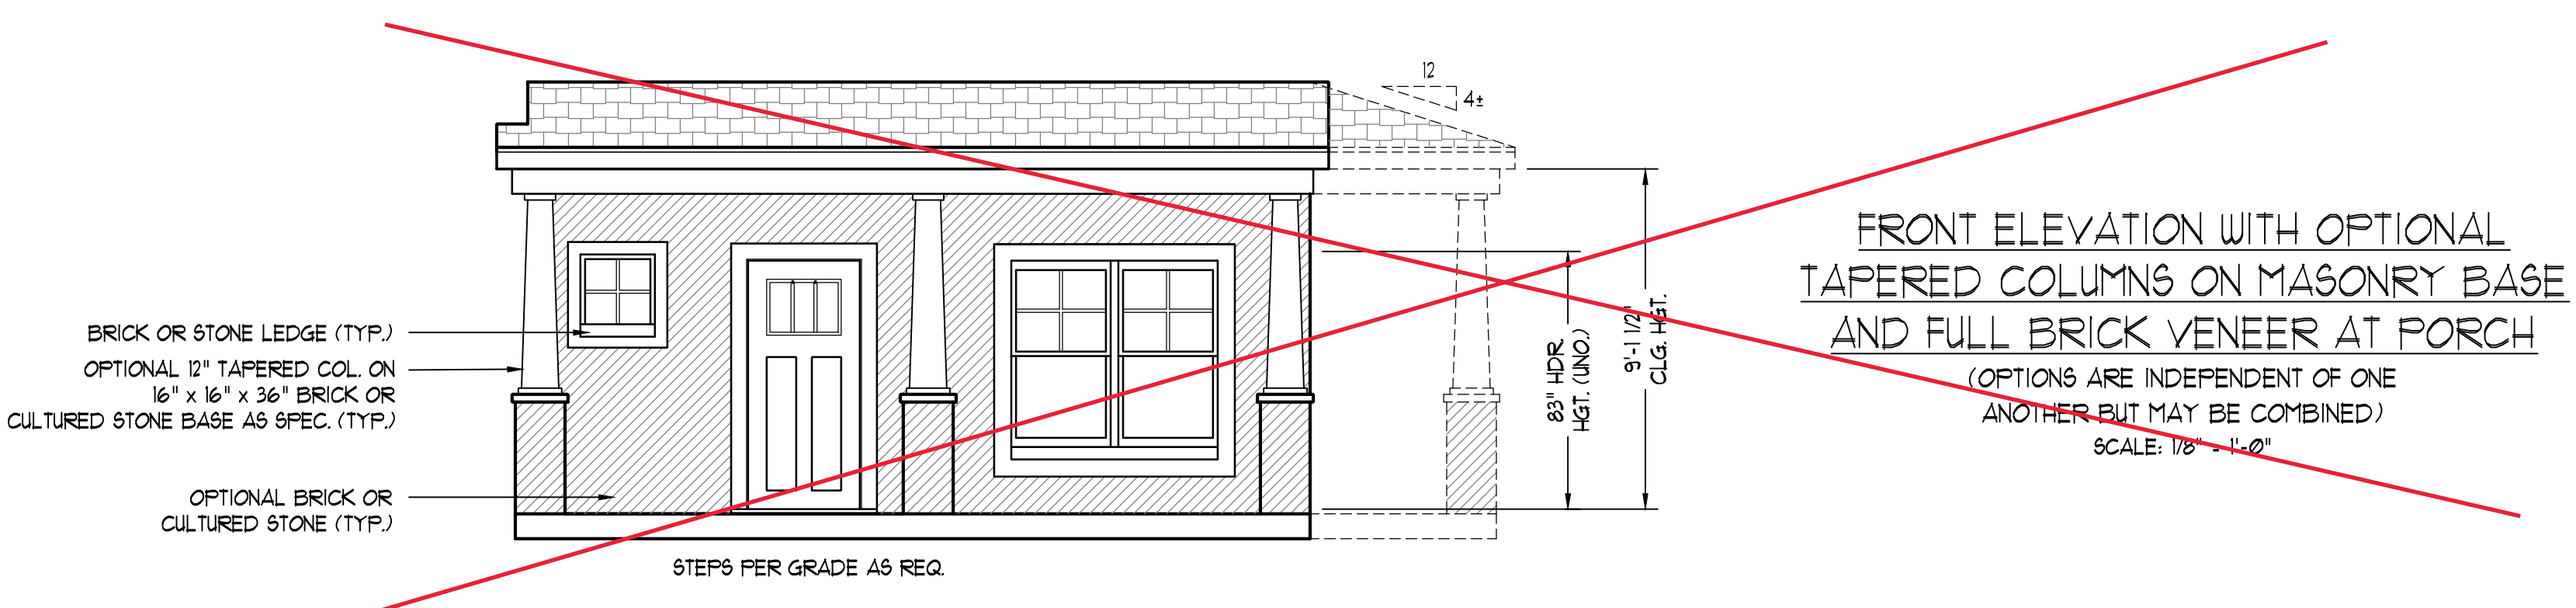 12
4±
FRONT ELEVATION WITH OPTIONAL
TAPERED COLUMNS ON MASONRY BASE
AND FULL BRICK VENEER AT PORCH
(OPTIONS ARE INDEPENDENT OF ONE
ANOTHER BUT MAY BE COMBINED)
SCALE: 1/8" = 1'-0"
BRICK OR STONE LEDGE (TYP.)
OPTIONAL 12" TAPERED COL. ON
16" x 16" x 36" BRICK OR
CULTURED STONE BASE AS SPEC. (TYP.)
OPTIONAL BRICK OR
CULTURED STONE (TYP.)
83" HDR.
HGT. (UNO.)
9'-1 1/2"
CLG. HGT.
STEPS PER GRADE AS REQ.